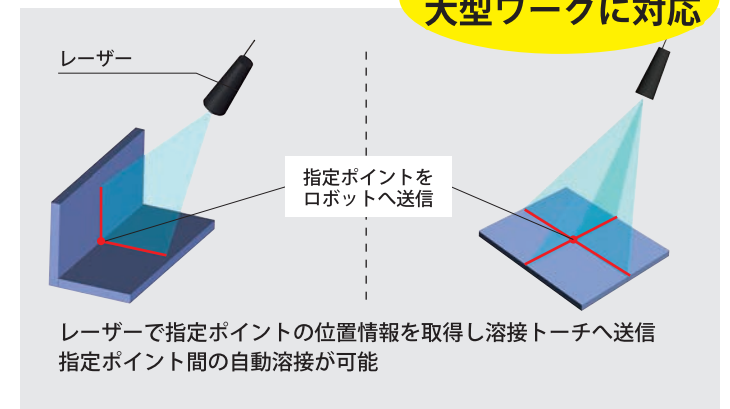 大型ワークに対応
レーザー
指定ポイントを
ロボットへ送信
レーザーで指定ポイントの位置情報を取得し溶接トーチへ送信
指定ポイント間の自動溶接が可能